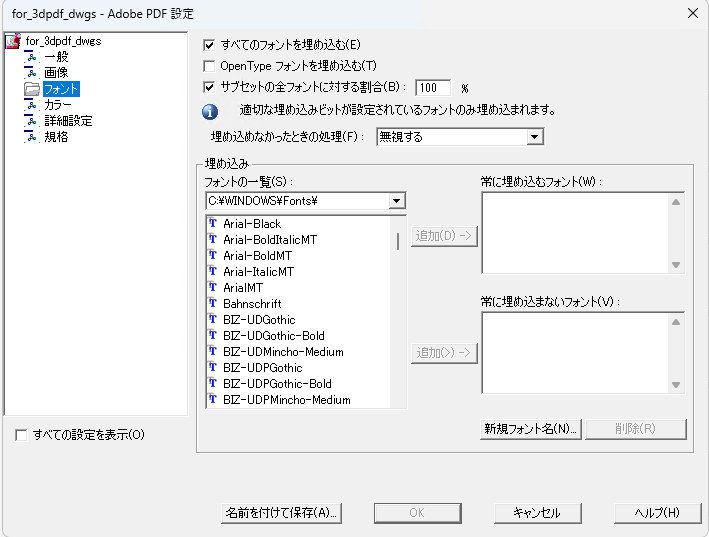 for_3dpdf_dwgs - Adobe PDF 設定
for_3dpdf_dwgs
一般
画像
フォント
カラー
詳細設定
規格
すべての設定を表示(O)
すべてのフォントを埋め込む(E)
OpenType フォントを埋め込む(T)
サブセットの全フォントに対する割合(B) : 100 %
適切な埋め込みビットが設定されているフォントのみ埋め込まれます。
埋め込めなかったときの処理(F) : 無視する
埋め込み
フォントの一覧(S) :
C:¥WINDOWS¥Fonts¥
Arial-Black
Arial-BoldItalicMT
Arial-BoldMT
Arial-ItalicMT
ArialMT
Bahnschrift
BIZ-UDGothic
BIZ-UDGothic-Bold
BIZ-UDMincho-Medium
BIZ-UDPGothic
BIZ-UDPGothic-Bold
BIZ-UDPMincho-Medium
追加(D) ->
追加(>) ->
常に埋め込むフォント(W) :
常に埋め込まないフォント(V) :
新規フォント名(N)...
削除(R)
名前を付けて保存(A)...
OK
キャンセル
ヘルプ(H)